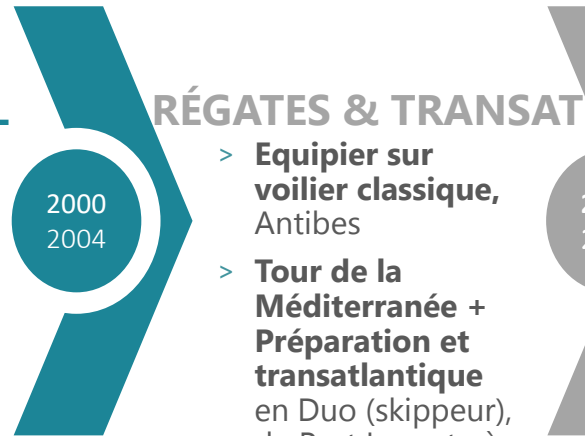 RÉGATES & TRANSAT
2000
2004
> Equipier sur
voilier classique,
Antibes
> Tour de la
Méditerranée +
Préparation et
transatlantique
en Duo (skippeur),